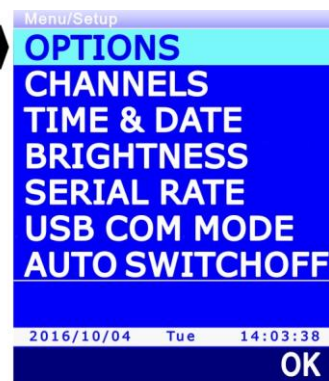 Menu/Setup
OPTIONS
CHANNELS
TIME & DATE
BRIGHTNESS
SERIAL RATE
USB COM MODE
AUTO SWITCHOFF
2016/10/04 Tue 14:03:38
OK